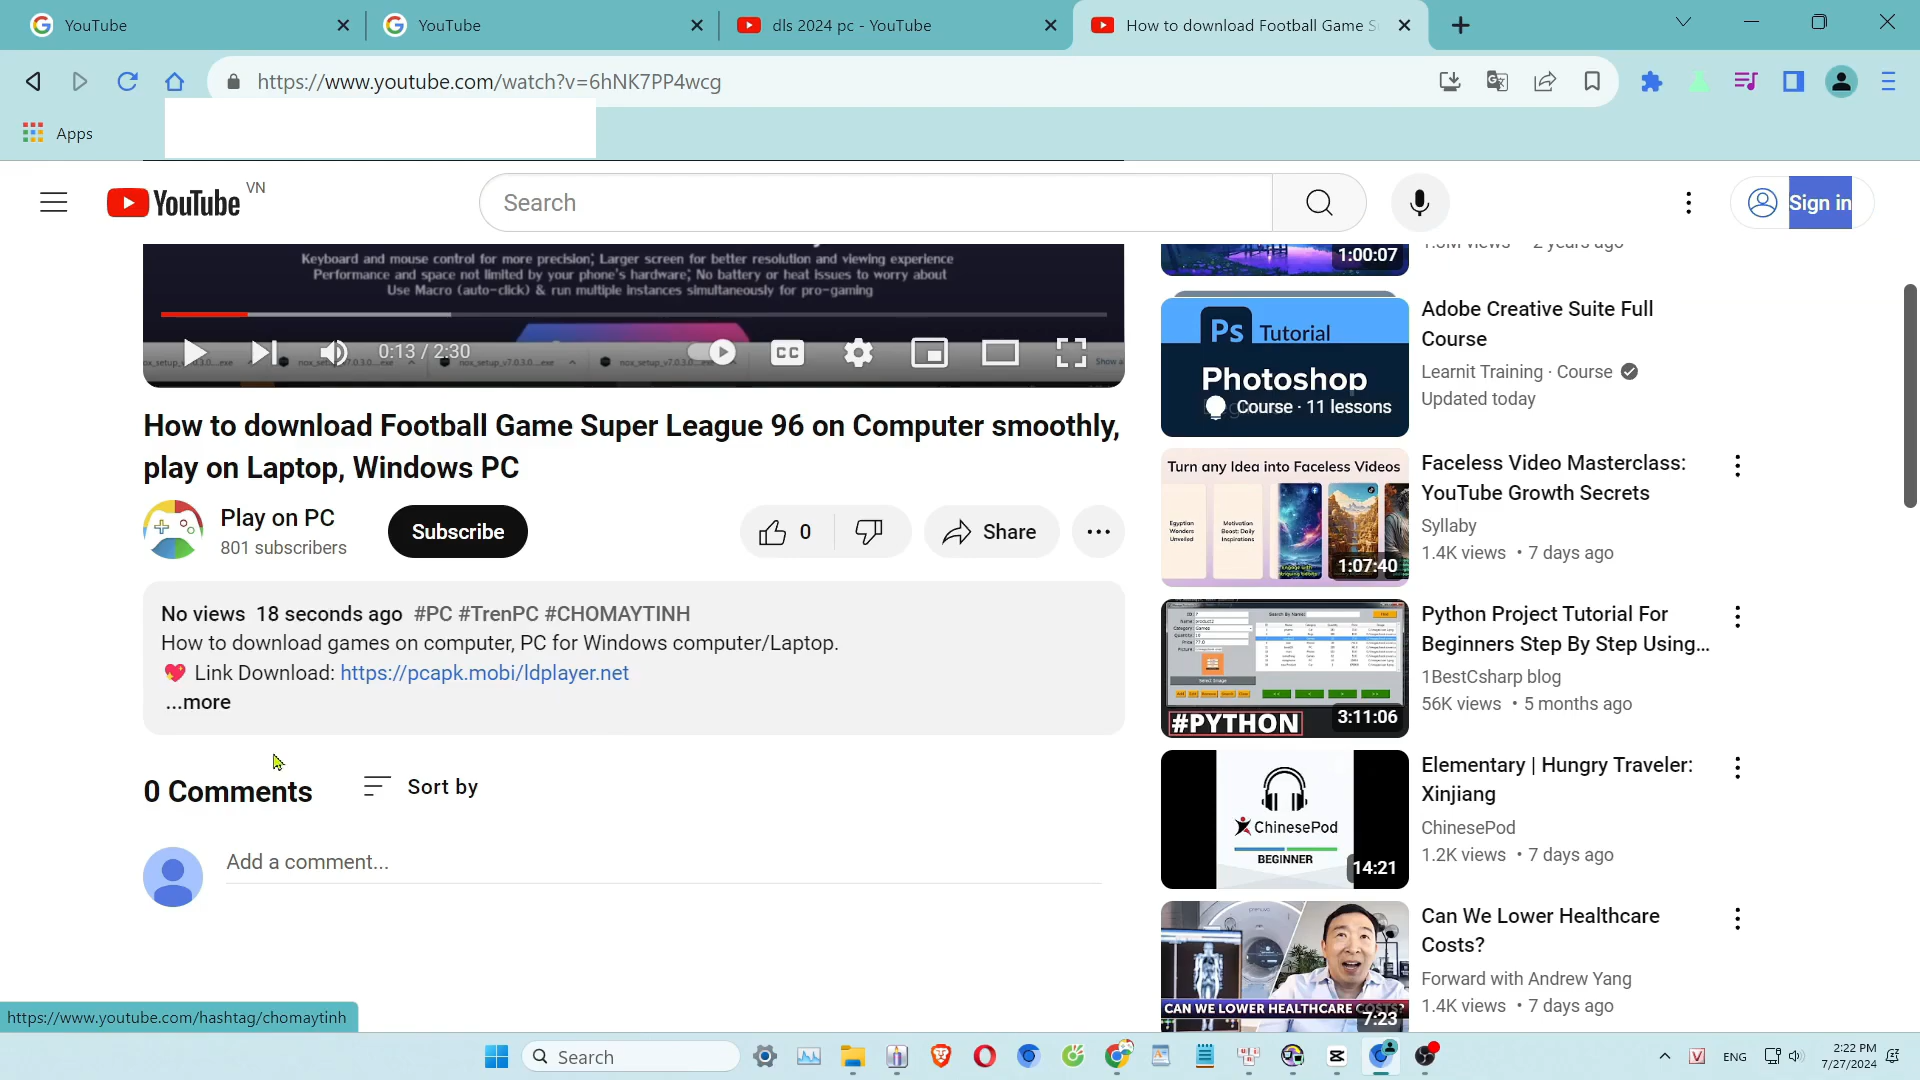 YouTube
YouTube
dls 2024 pc - YouTube
How to download Football Game S
https://www.youtube.com/watch?v=6hNK7PP4wcg
Apps
YouTube VN
Search
Sign in
Keyboard and mouse control for more precision; Larger screen for better resolution and viewing experience
Performance and space not limited by your phone's hardware; No battery or heat issues to worry about
Use Macro (auto-click) & run multiple instances simultaneously for pro-gaming
0:13 / 2:30
CC
How to download Football Game Super League 96 on Computer smoothly,
play on Laptop, Windows PC
Play on PC
801 subscribers
Subscribe
0
Share
No views 18 seconds ago #PC #TrenPC #CHOMAYTINH
How to download games on computer, PC for Windows computer/Laptop.
💖 Link Download: https://pcapk.mobi/ldplayer.net
...more
0 Comments
Sort by
Add a comment...
1:00:07
Ps Tutorial
Photoshop
Course · 11 lessons
Adobe Creative Suite Full
Course
Learnit Training · Course
Updated today
Turn any Idea into Faceless Videos
Egyptian
Wonders
Unveiled
Motivation
Boost: Daily
Inspirations
1:07:40
Faceless Video Masterclass:
YouTube Growth Secrets
Syllaby
1.4K views • 7 days ago
#PYTHON
3:11:06
Python Project Tutorial For
Beginners Step By Step Using...
1BestCsharp blog
56K views • 5 months ago
ChinesePod
BEGINNER
14:21
Elementary | Hungry Traveler:
Xinjiang
ChinesePod
1.2K views • 7 days ago
CAN WE LOWER HEALTHCARE COSTS?
7:23
Can We Lower Healthcare
Costs?
Forward with Andrew Yang
1.4K views • 7 days ago
https://www.youtube.com/hashtag/chomaytinh
Search
ENG
2:22 PM
7/27/2024